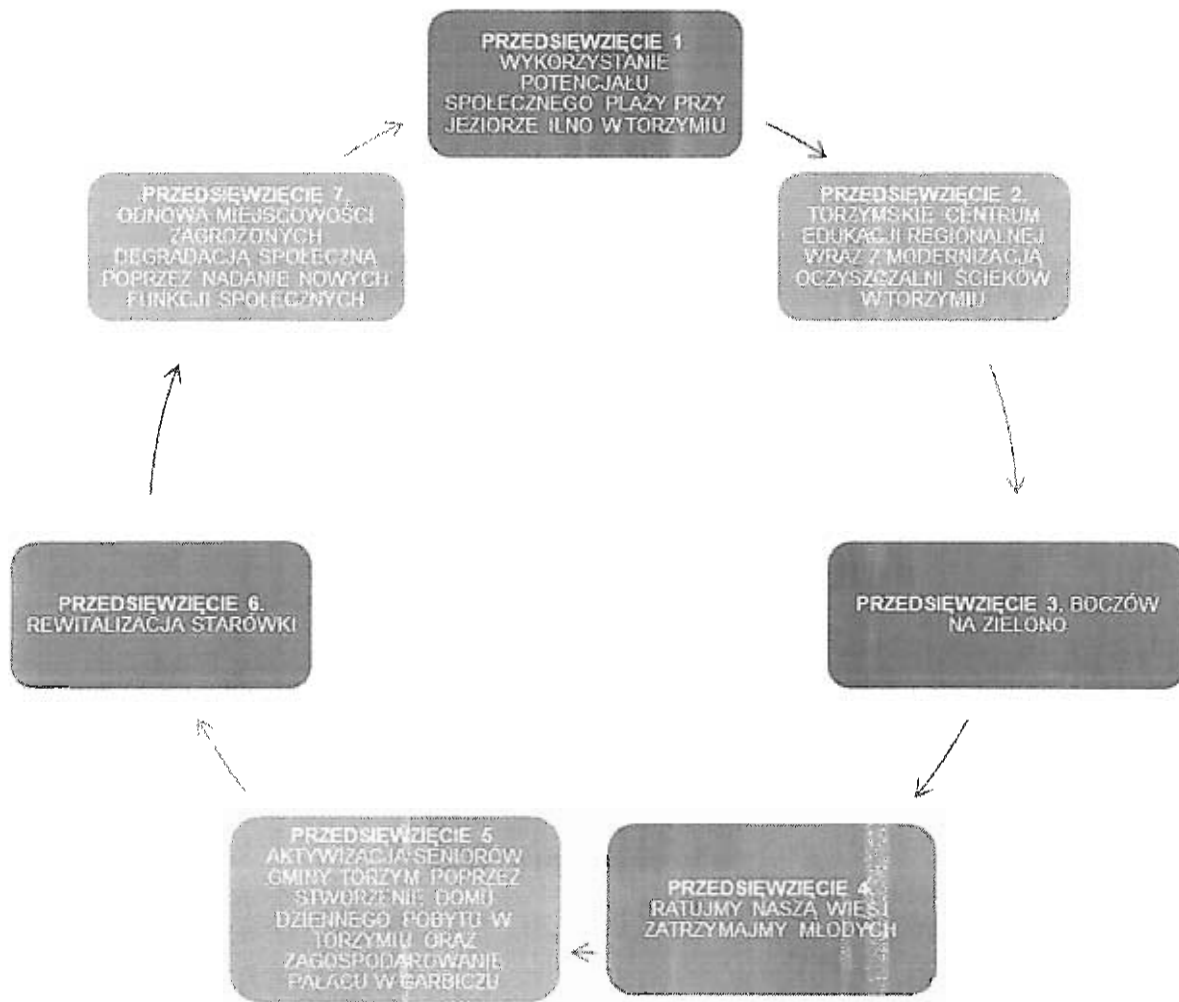 PRZEDSIĘWZIĘCIE 1
WYKORZYSTANIE
POTENCJAŁU
SPOŁECZNEGO PLAŻY PRZY
JEZIORZE ILNO W TORZYMIU
PRZEDSIĘWZIĘCIE 2.
TORZYMSKIE CENTRUM
EDUKACJI REGIONALNEJ
WRAZ Z MODERNIZACJĄ
OCZYSZCZALNI ŚCIEKÓW
W TORZYMIU
PRZEDSIĘWZIĘCIE 3. BOCZÓW
NA ZIELONO
PRZEDSIĘWZIĘCIE 4.
RATUJMY NASZĄ WIEŚ I
ZATRZYMAJMY MŁODYCH
PRZEDSIĘWZIĘCIE 5
AKTYWIZACJA SENIORÓW
GMINY TORZYM POPRZEZ
STWORZENIE DOMU
DZIENNEGO POBYTU W
TORZYMIU ORAZ
ZAGOSPODAROWANIE
PAŁACU W GARBICZU
PRZEDSIĘWZIĘCIE 6.
REWITALIZACJA STARÓWKI
PRZEDSIĘWZIĘCIE 7.
ODNOWA MIEJSCOWOŚCI
ZAGROŻONYCH
DEGRADACJĄ SPOŁECZNĄ
POPRZEZ NADANIE NOWYCH
FUNKCJI SPOŁECZNYCH